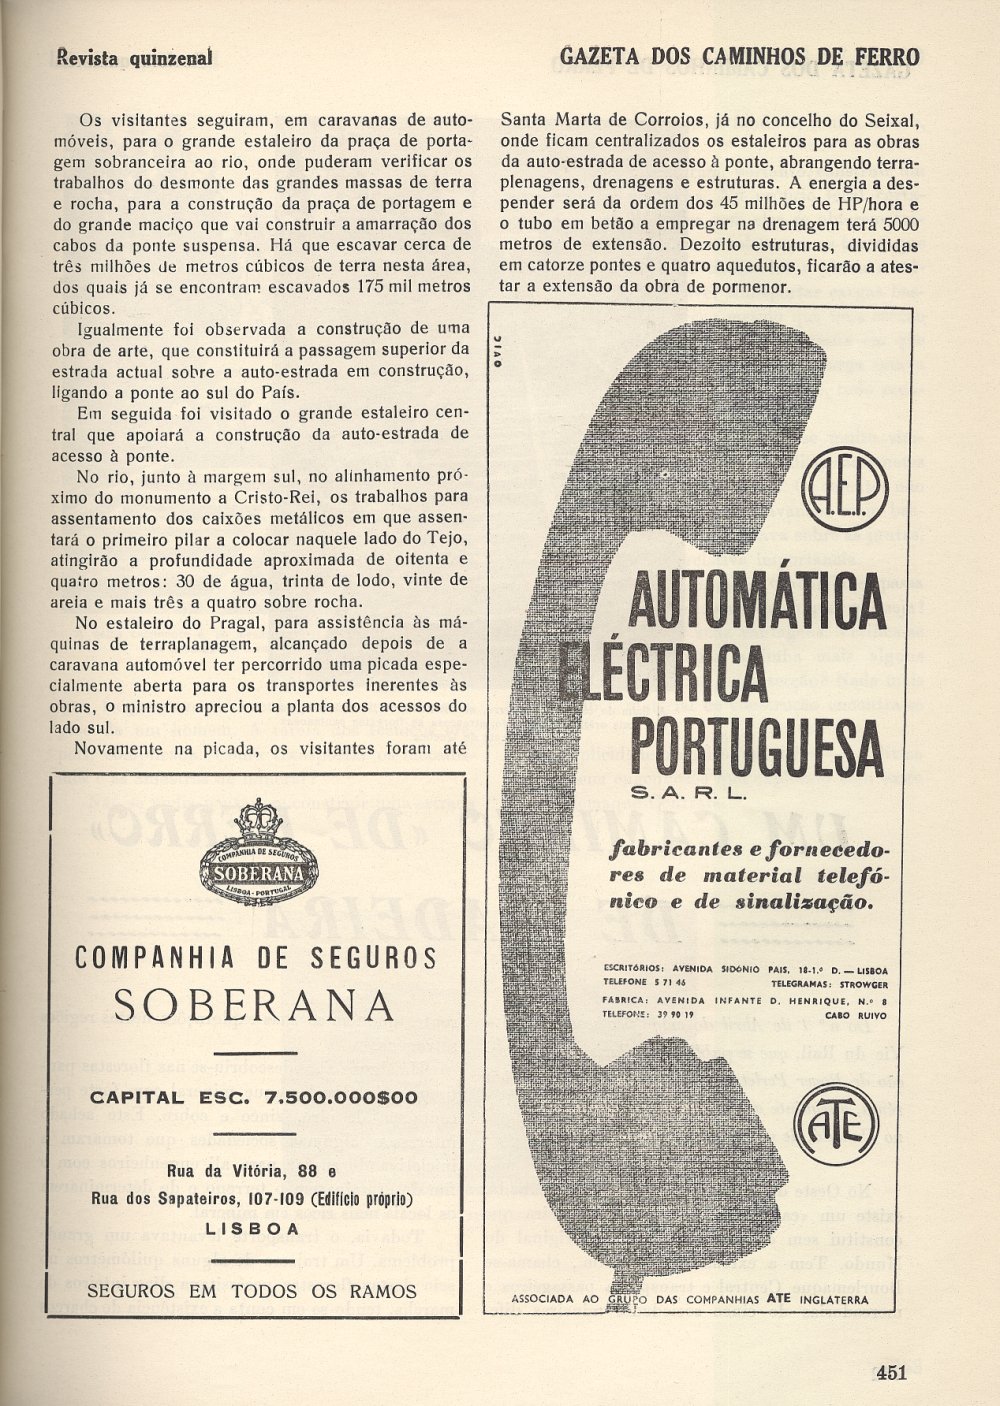 Revista quinzenal
GAZETA DOS CAMINHOS DE FERRO
Os visitantes seguiram, em caravanas de auto-
móveis, para o grande estaleiro da praça de porta-
gem sobranceira ao rio, onde puderam verificar os
trabalhos do desmonte das grandes massas de terra
e rocha, para a construção da praça de portagem e
do grande maciço que vai construir a amarração dos
cabos da ponte suspensa. Há que escavar cerca de
três milhões de metros cúbicos de terra nesta área,
dos quais já se encontram escavados 175 mil metros
cúbicos.
Igualmente foi observada a construção de uma
obra de arte, que constituirá a passagem superior da
estrada actual sobre a auto-estrada em construção,
ligando a ponte ao sul do País.
Em seguida foi visitado o grande estaleiro cen-
tral que apoiará a construção da auto-estrada de
acesso à ponte.
No rio, junto à margem sul, no alinhamento pró-
ximo do monumento a Cristo-Rei, os trabalhos para
assentamento dos caixões metálicos em que assen-
tará o primeiro pilar a colocar naquele lado do Tejo,
atingirão a profundidade aproximada de oitenta e
quatro metros: 30 de água, trinta de lodo, vinte de
areia e mais três a quatro sobre rocha.
No estaleiro do Pragal, para assistência às má-
quinas de terraplanagem, alcançado depois de a
caravana automóvel ter percorrido uma picada espe-
cialmente aberta para os transportes inerentes às
obras, o ministro apreciou a planta dos acessos do
lado sul.
Novamente na picada, os visitantes foram até
Santa Marta de Corroios, já no concelho do Seixal,
onde ficam centralizados os estaleiros para as obras
da auto-estrada de acesso à ponte, abrangendo terra-
plenagens, drenagens e estruturas. A energia a des-
pender será da ordem dos 45 milhões de HP/hora e
o tubo em betão a empregar na drenagem terá 5000
metros de extensão. Dezoito estruturas, divididas
em catorze pontes e quatro aquedutos, ficarão a ates-
tar a extensão da obra de pormenor.
COMPANHIA DE SEGUROS
SOBERANA
LISBOA-PORTUGAL
COMPANHIA DE SEGUROS
SOBERANA
CAPITAL ESC. 7.500.000$00
Rua da Vitória, 88 e
Rua dos Sapateiros, 107-109 (Edifício próprio)
LISBOA
SEGUROS EM TODOS OS RAMOS
OVIC
A.E.P.
AUTOMÁTICA
ELÉCTRICA
PORTUGUESA
S. A. R. L.
fabricantes e fornecedo-
res de material telefó-
nico e de sinalização.
ESCRITÓRIOS: AVENIDA SIDÓNIO PAIS, 18-1.º D. — LISBOA
TELEFONE 5 71 46 TELEGRAMAS: STROWGER
FÁBRICA: AVENIDA INFANTE D. HENRIQUE, N.º 8
TELEFONE: 39 90 19 CABO RUIVO
ATE
ASSOCIADA AO GRUPO DAS COMPANHIAS ATE INGLATERRA
451